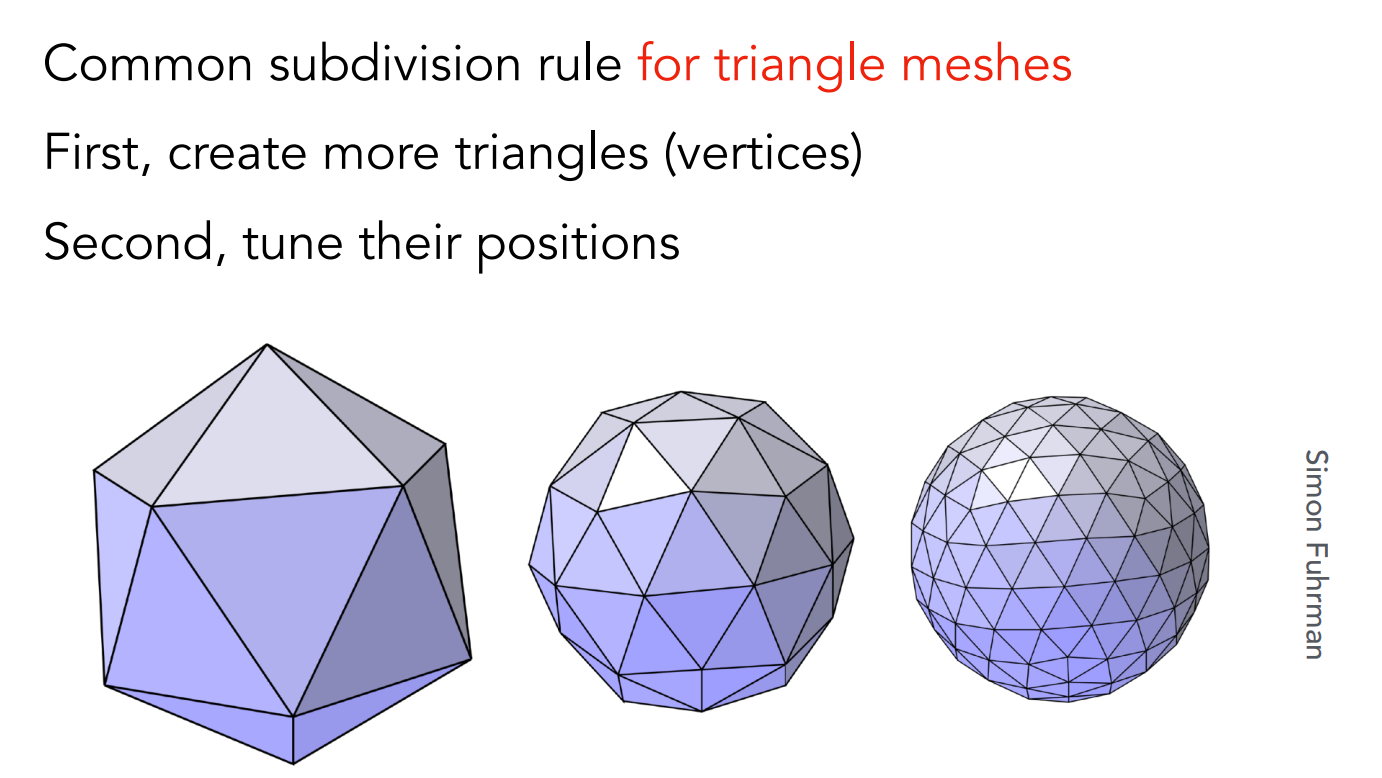 Common subdivision rule for triangle meshes
First, create more triangles (vertices)
Second, tune their positions
Simon Fuhrman